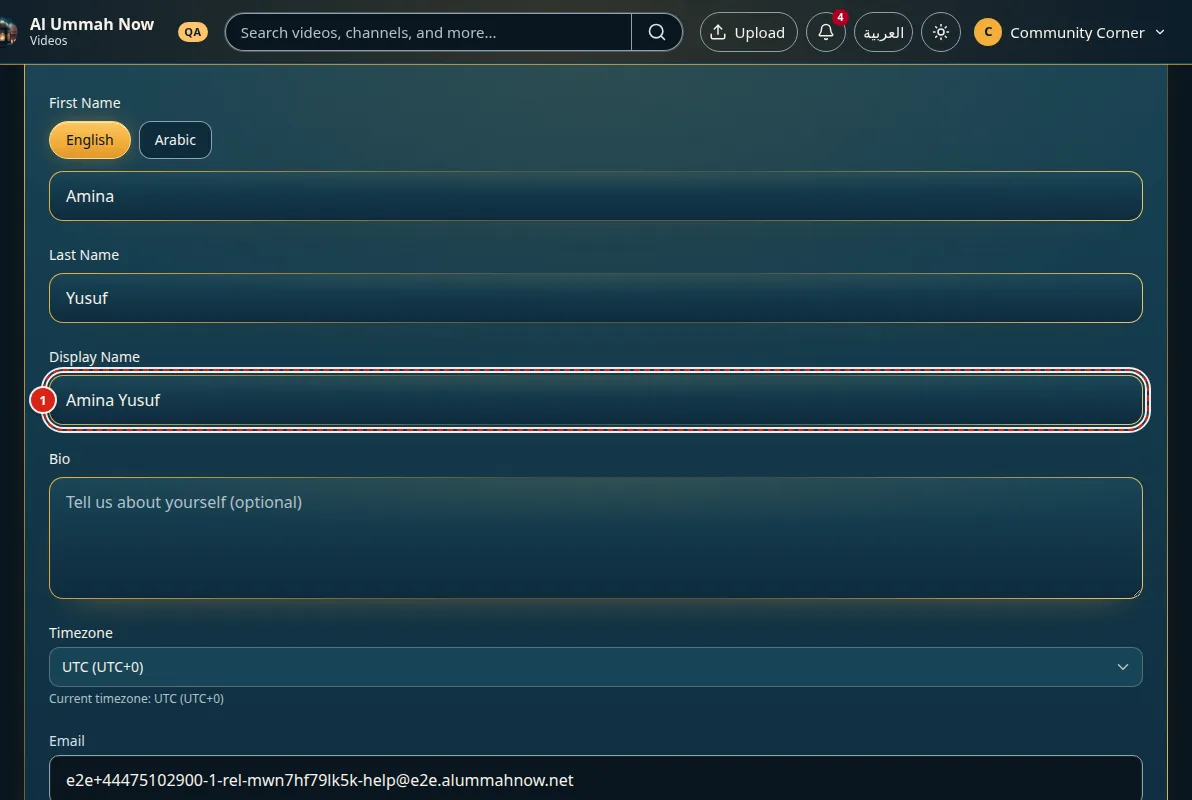 Al Ummah Now
Videos
QA
Search videos, channels, and more...
Upload
4
العربية
C
Community Corner
First Name
English
Arabic
Amina
Last Name
Yusuf
Display Name
1
Amina Yusuf
Bio
Tell us about yourself (optional)
Timezone
UTC (UTC+0)
Current timezone: UTC (UTC+0)
Email
e2e+44475102900-1-rel-mwn7hf79lk5k-help@e2e.alummahnow.net